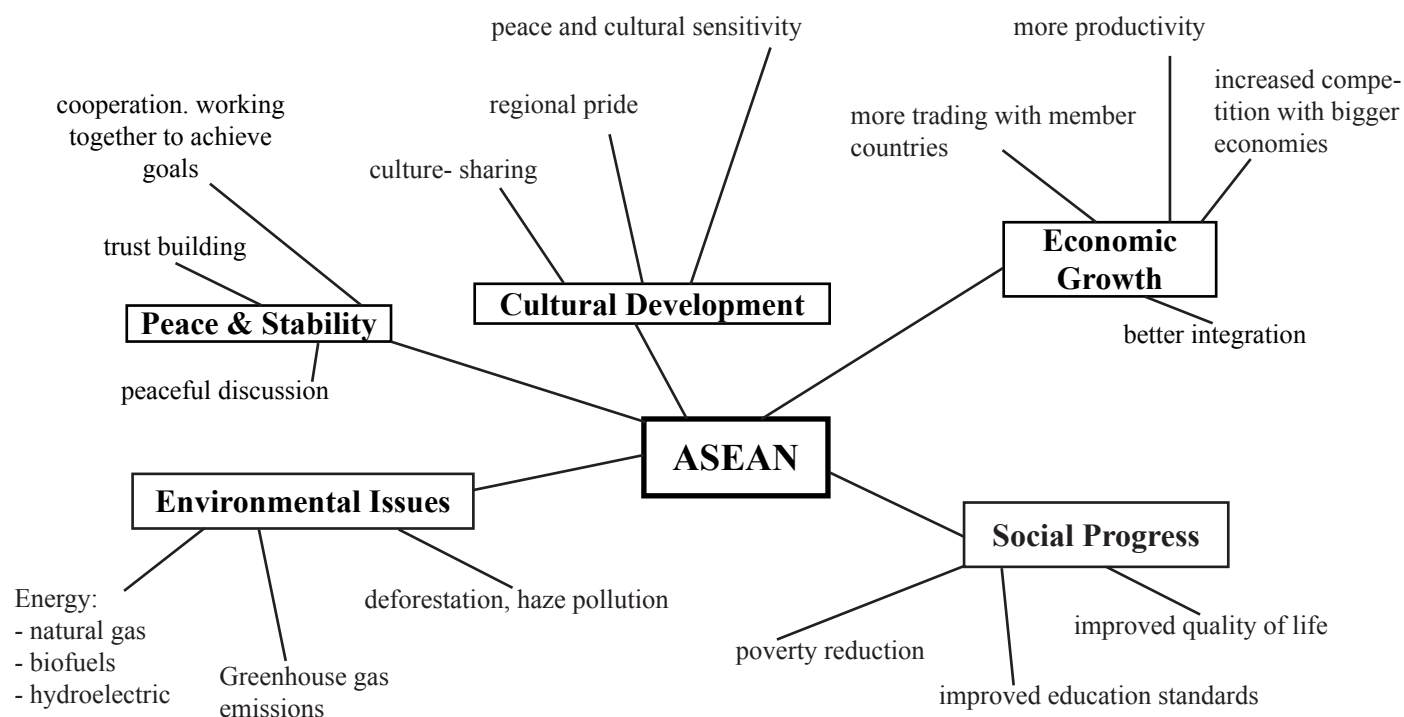 peace and cultural sensitivity
more productivity
cooperation. working
together to achieve
goals
regional pride
increased compe-
tition with bigger
economies
more trading with member
countries
culture- sharing
trust building
Economic
Growth
Cultural Development
Peace & Stability
better integration
peaceful discussion
ASEAN
Environmental Issues
Social Progress
Energy:
- natural gas
- biofuels
- hydroelectric
deforestation, haze pollution
Greenhouse gas
emissions
poverty reduction
improved quality of life
improved education standards